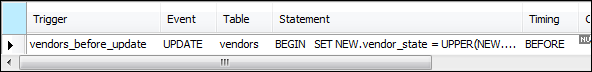 Trigger Event Table Statement Timing
vendors_before_update UPDATE vendors BEGIN SET NEW.vendor_state = UPPER(NEW.... BEFORE